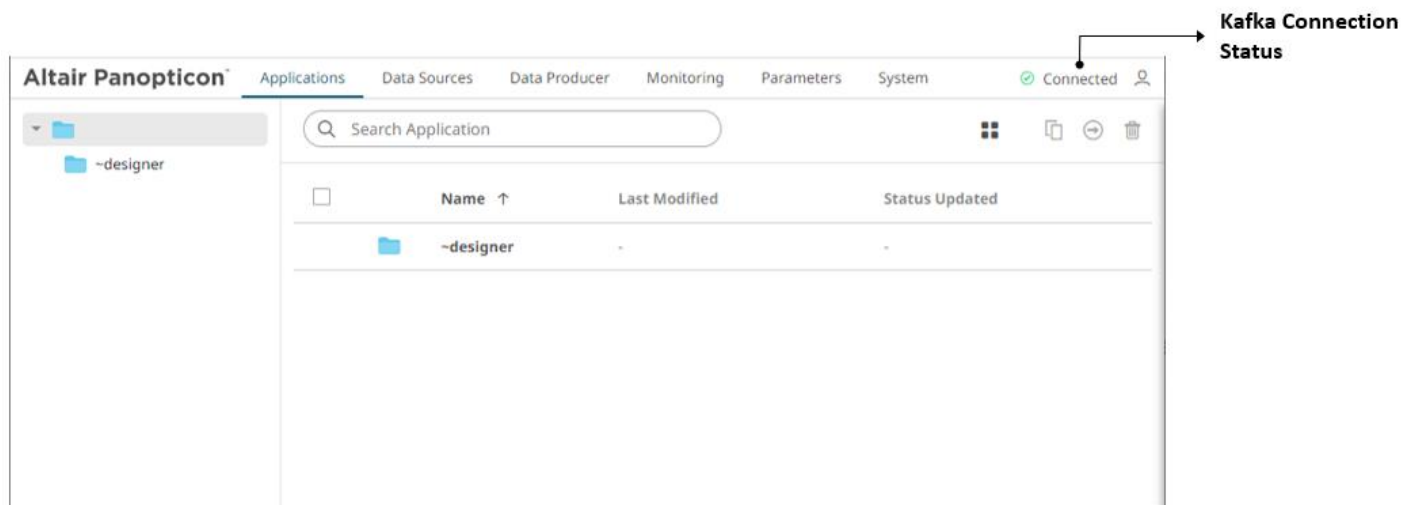 Kafka Connection
Status
Altair Panopticon™ Applications Data Sources Data Producer Monitoring Parameters System Connected
Search Application
~designer
Name ↑ Last Modified Status Updated
~designer - -